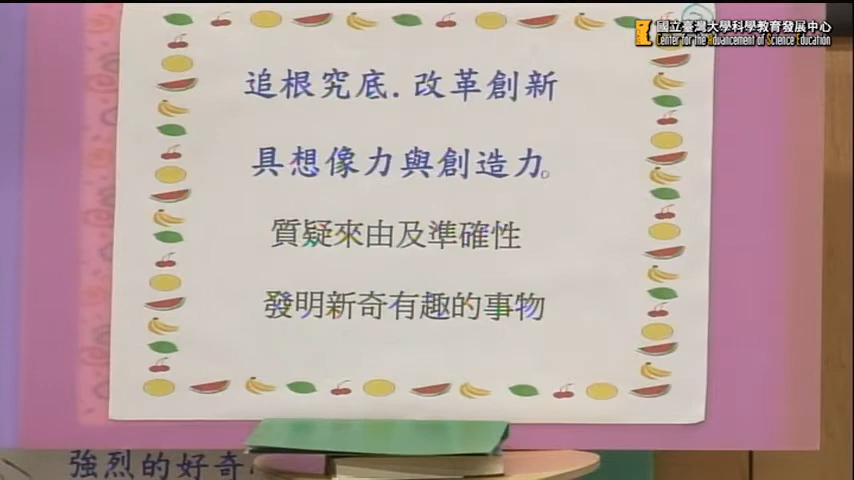 國立臺灣大學科學教育發展中心
Center for the Advancement of Science Education
追根究底.改革創新
具想像力與創造力。
質疑來由及準確性
發明新奇有趣的事物
強烈的好奇